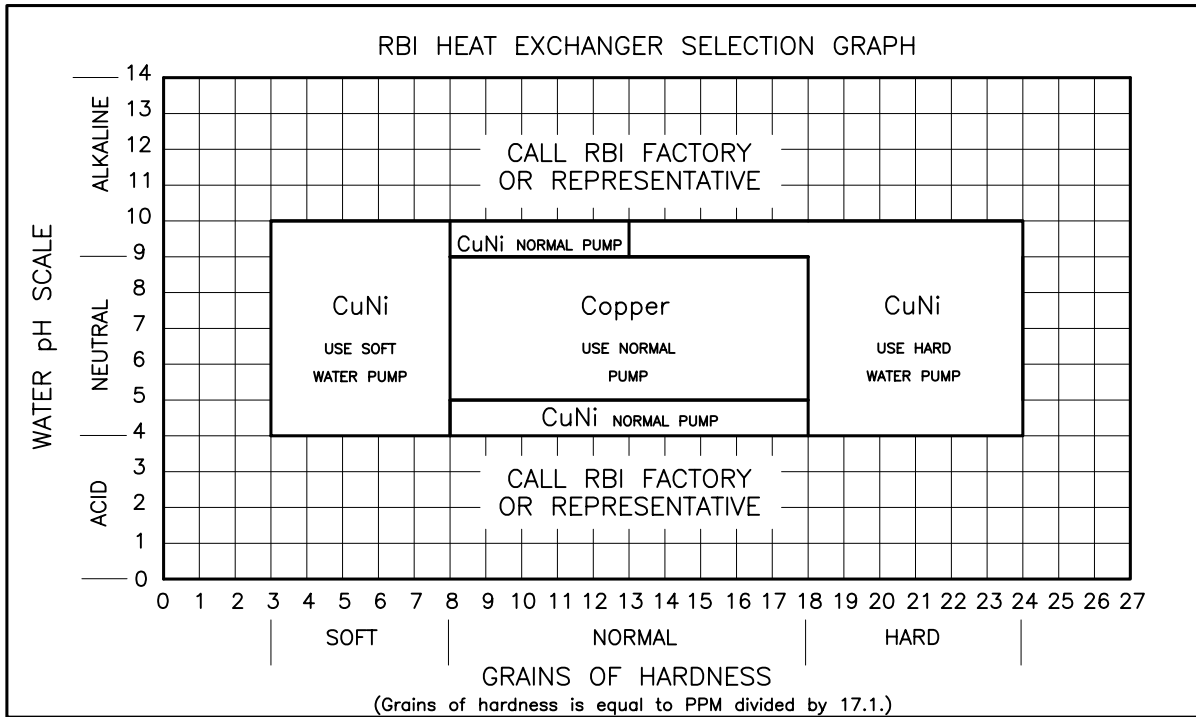 RBI HEAT EXCHANGER SELECTION GRAPH
WATER pH SCALE
ALKALINE
NEUTRAL
ACID
14
13
12
11
10
9
8
7
6
5
4
3
2
1
0
CALL RBI FACTORY
OR REPRESENTATIVE
CuNi NORMAL PUMP
CuNi
USE SOFT
WATER PUMP
Copper
USE NORMAL
PUMP
CuNi
USE HARD
WATER PUMP
CuNi NORMAL PUMP
CALL RBI FACTORY
OR REPRESENTATIVE
0 1 2 3 4 5 6 7 8 9 10 11 12 13 14 15 16 17 18 19 20 21 22 23 24 25 26 27
SOFT NORMAL HARD
GRAINS OF HARDNESS
(Grains of hardness is equal to PPM divided by 17.1.)